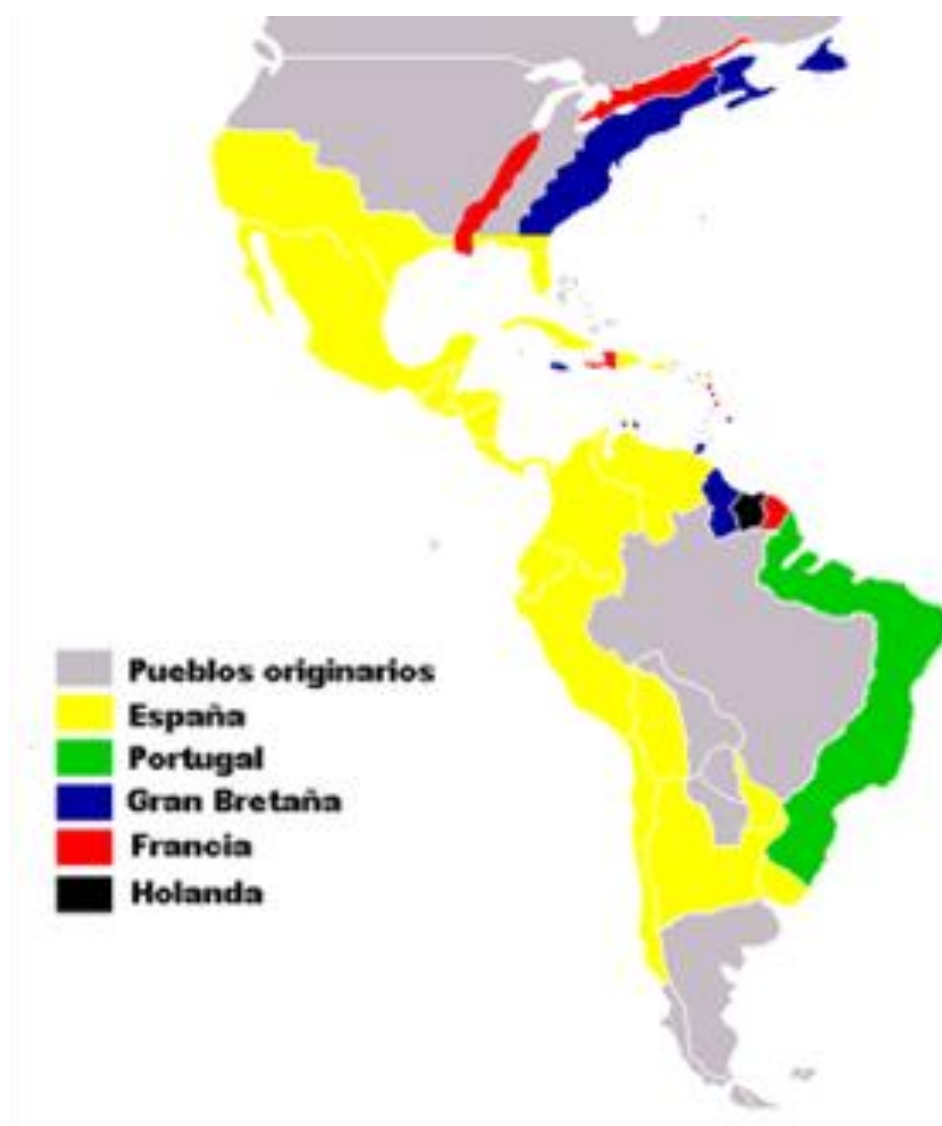 Pueblos originarios
España
Portugal
Gran Bretaña
Francia
Holanda